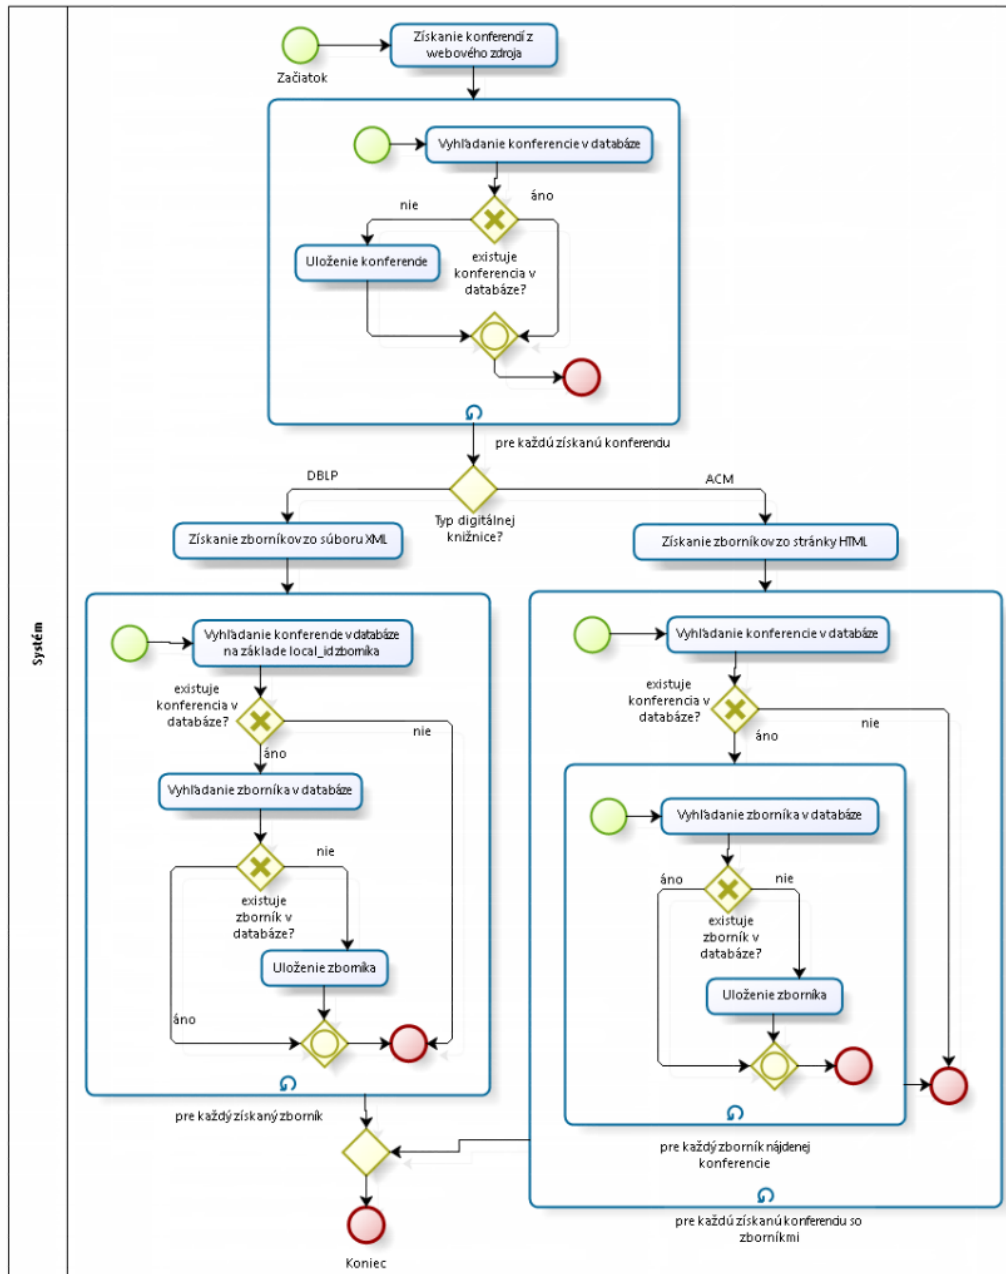 Systém
Začiatok
Získanie konferencií z
webového zdroja
Vyhľadanie konferencie v databáze
nie
áno
Uloženie konferencie
existuje
konferencia v
databáze?
pre každú získanú konferenciu
DBLP
ACM
Typ digitálnej
knižnice?
Získanie zborníkov zo súboru XML
Získanie zborníkov zo stránky HTML
Vyhľadanie konferencie v databáze
na základe local_id zborníka
existuje
konferencia v
databáze?
nie
áno
Vyhľadanie zborníka v databáze
nie
existuje
zborník v
databáze?
Uloženie zborníka
áno
pre každý získaný zborník
Vyhľadanie konferencie v databáze
existuje
konferencia v
databáze?
nie
áno
Vyhľadanie zborníka v databáze
áno
nie
existuje
zborník v
databáze?
Uloženie zborníka
pre každý zborník nájdenej
konferencie
pre každú získanú konferenciu so
zborníkmi
Koniec